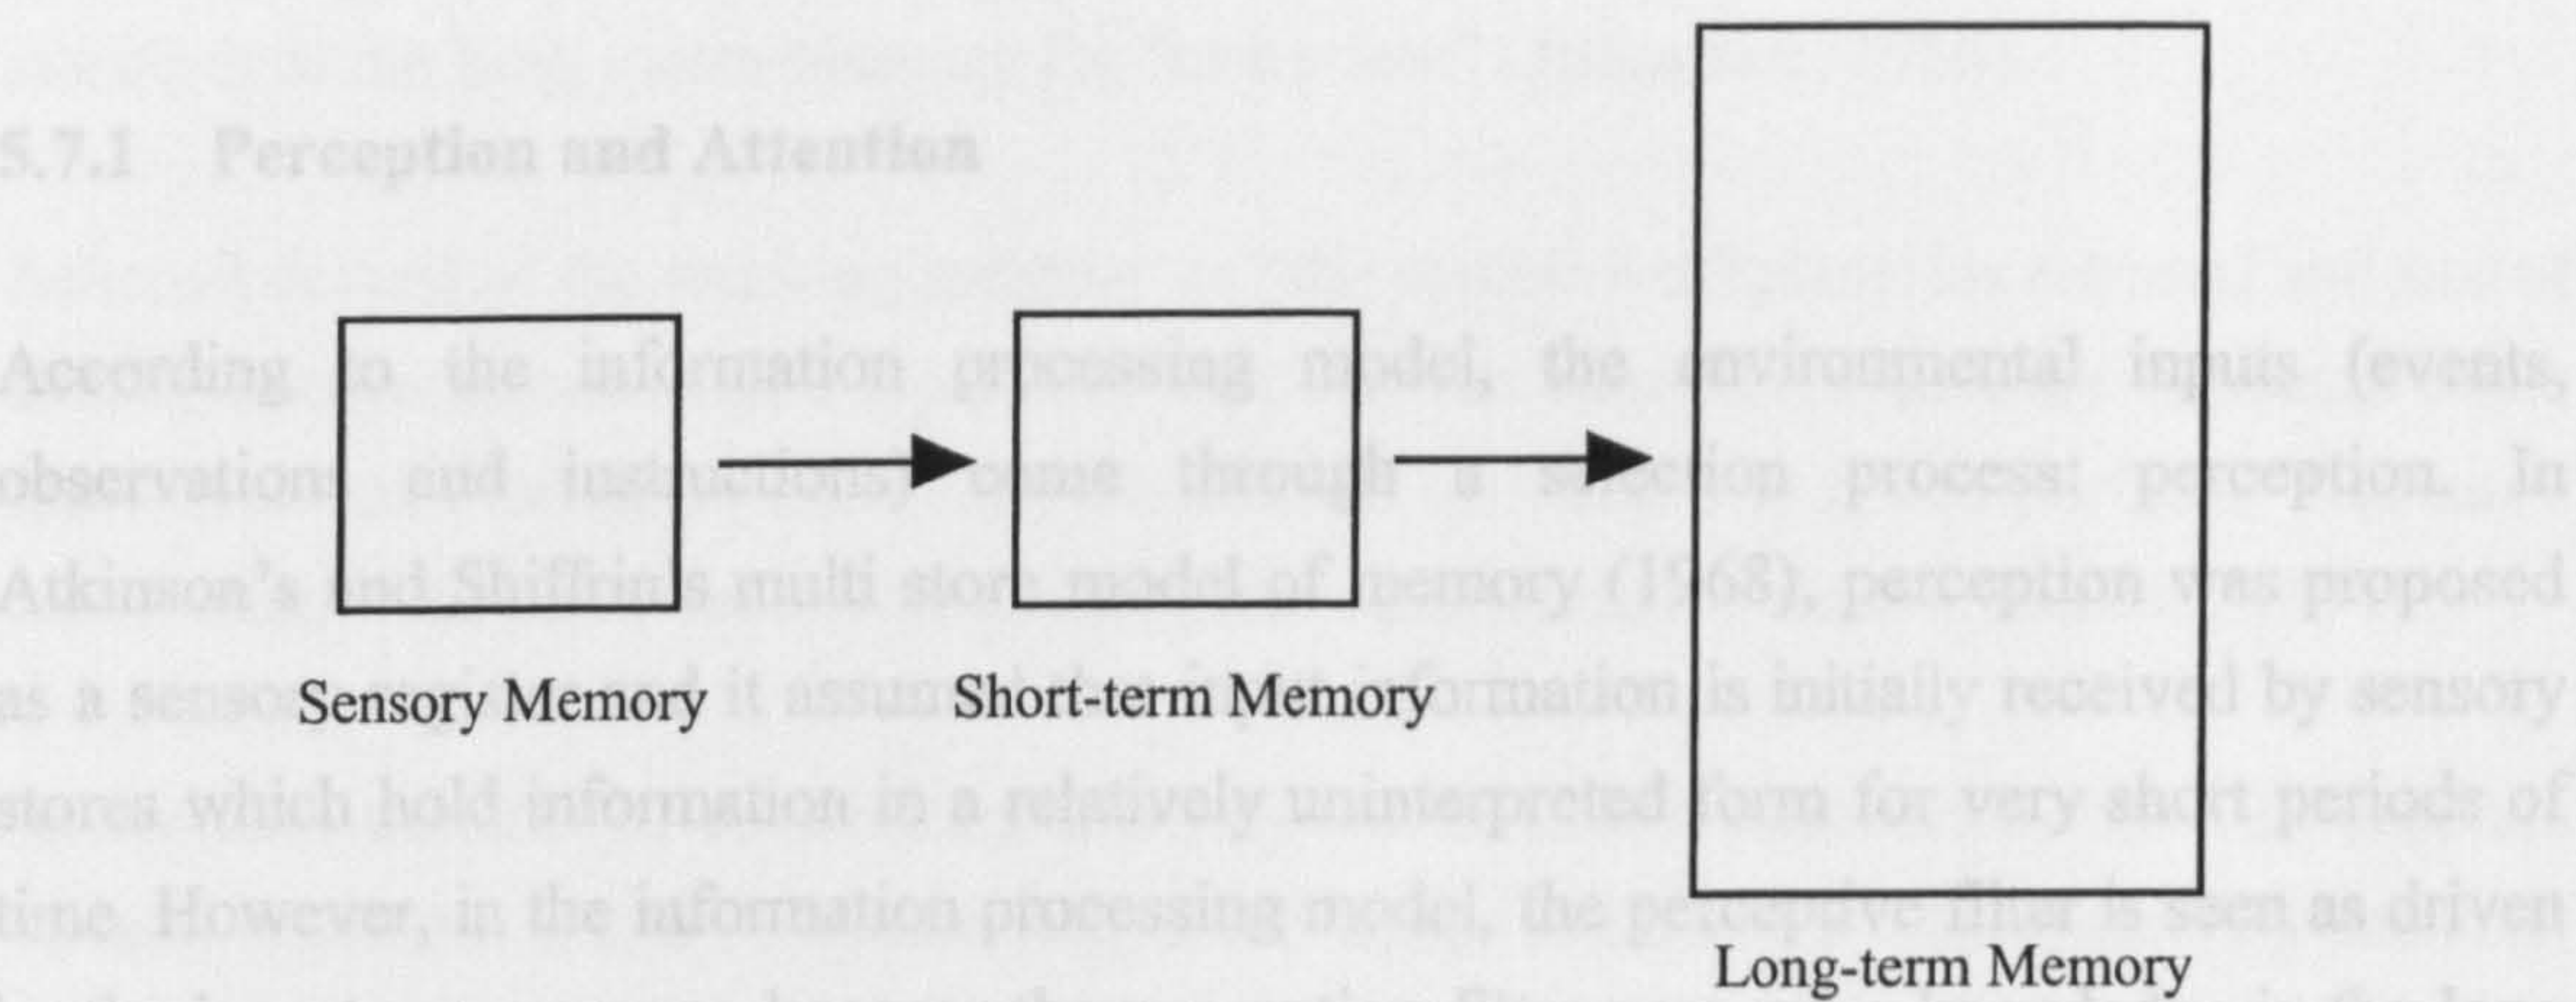 5.7.1 Perception and Attention
According to the information processing model, the environmental inputs (events,
observations and instructions) come through a selection process: perception. In
Atkinson's and Shiffrin's multi store model of memory (1968), perception was proposed
as a sensory and it information is initially received by sensory
Sensory Memory
Short-term Memory
stores which hold information in a relatively uninterpreted form for very short periods of
time. However, in the information processing model, the perceptive filter is seen as driven
Long-term Memory